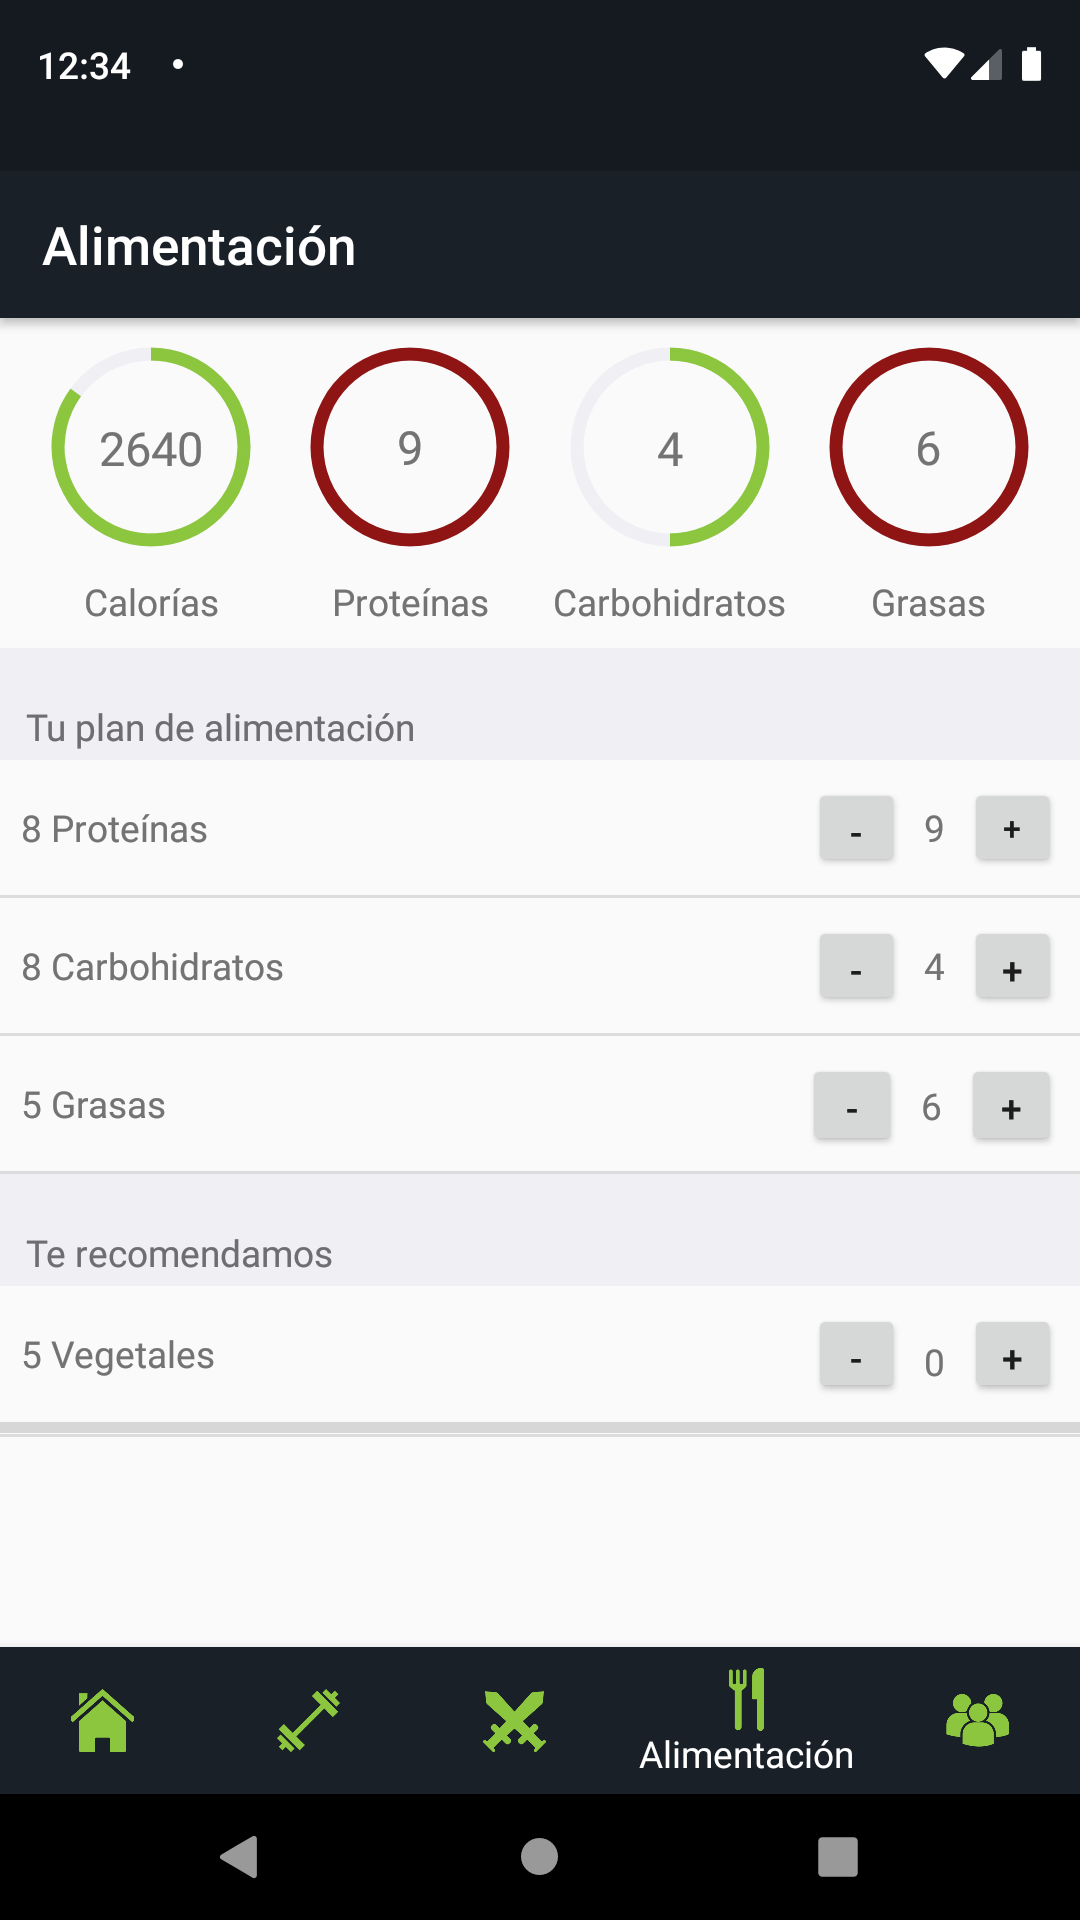 12:34
Alimentación
2640
9
4
6
Calorías
Proteínas
Carbohidratos
Grasas
Tu plan de alimentación
8 Proteínas
- 9 +
8 Carbohidratos
- 4 +
5 Grasas
- 6 +
Te recomendamos
5 Vegetales
- 0 +
Alimentación